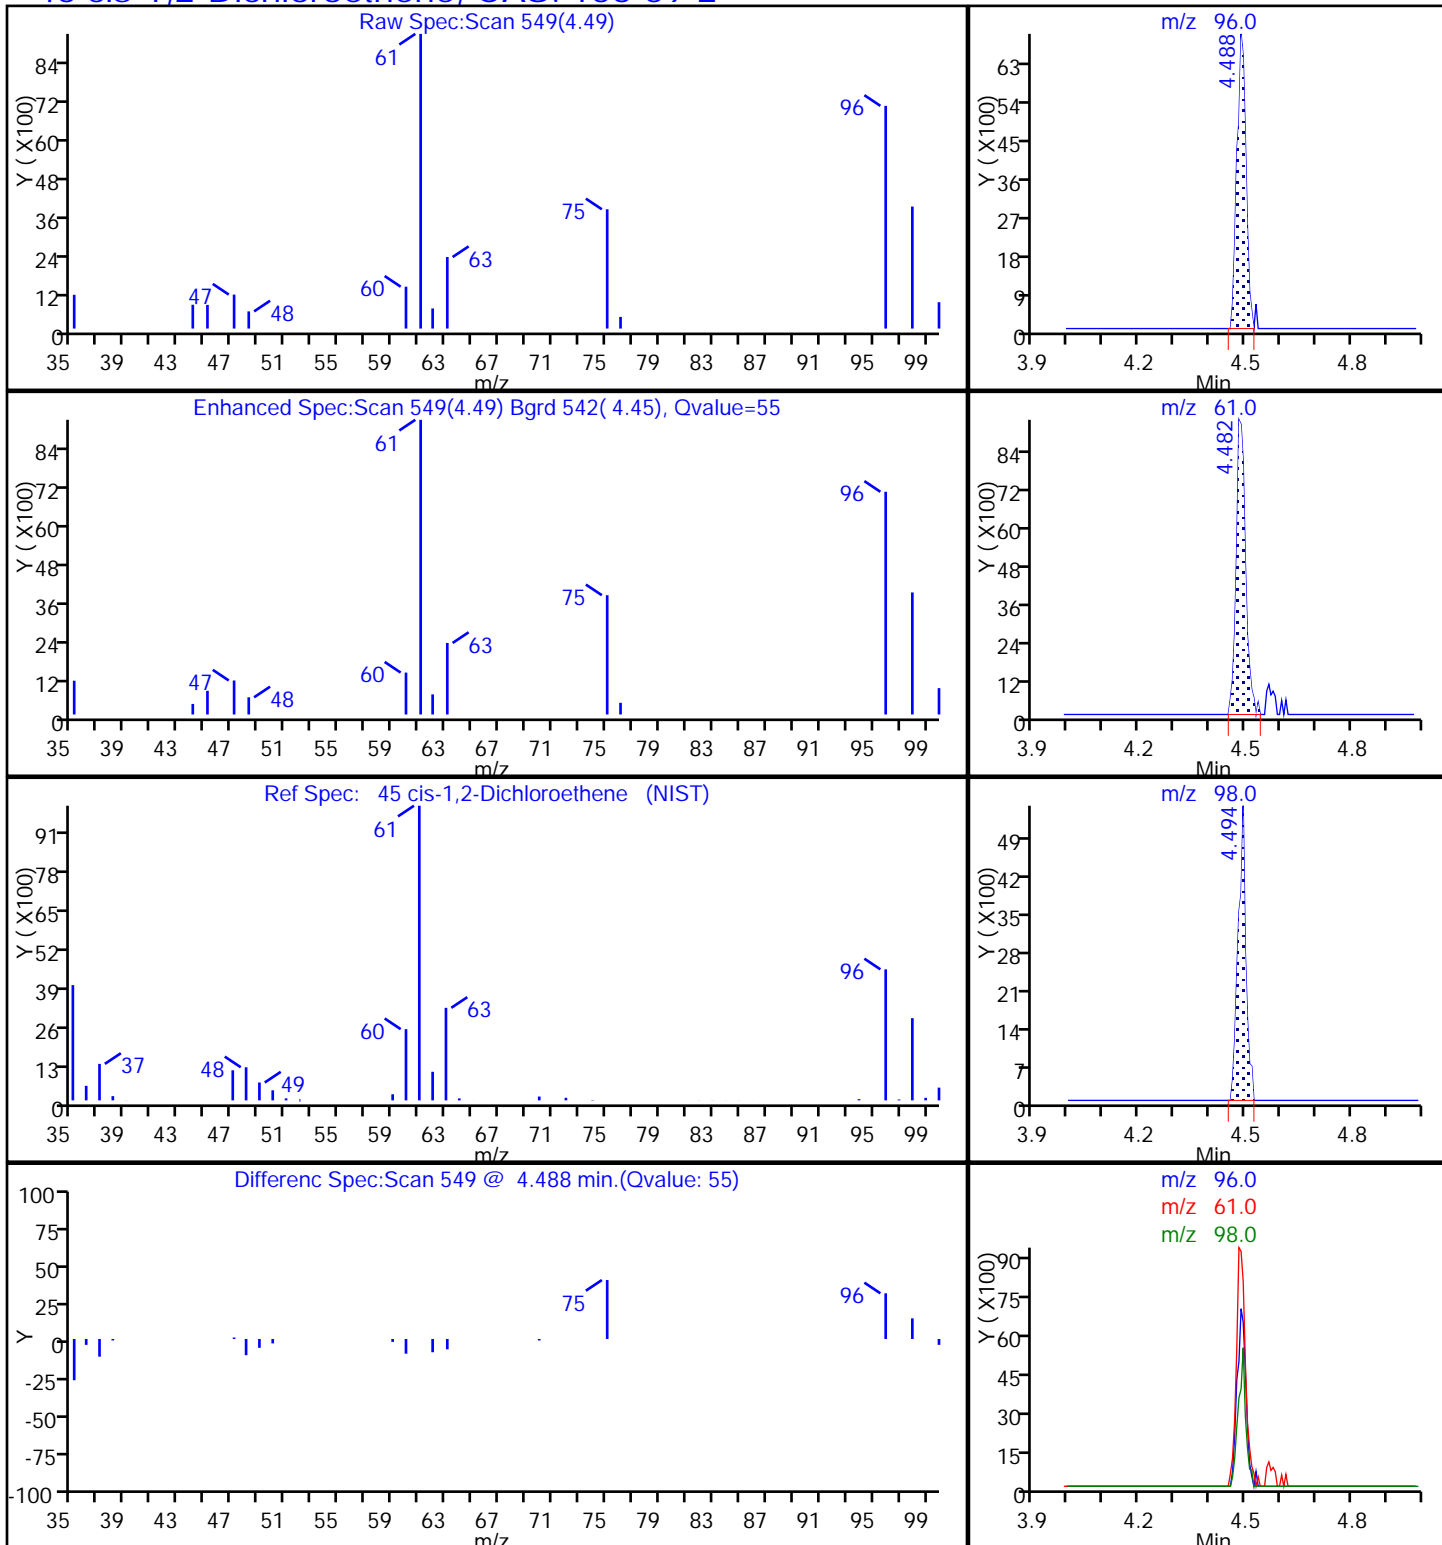 Raw Spec:Scan 549(4.49)
Y ( X100)
84
72
60
48
36
24
12
0
61
96
75
63
60
47
48
35 39 43 47 51 55 59 63 67 71 75 79 83 87 91 95 99
m/z
m/z 96.0
Y ( X100)
63
54
45
36
27
18
9
0
4.488
3.9 4.2 4.5 4.8
Min
Enhanced Spec:Scan 549(4.49) Bgrd 542( 4.45), Qvalue=55
Y ( X100)
84
72
60
48
36
24
12
0
61
96
75
63
60
47
48
35 39 43 47 51 55 59 63 67 71 75 79 83 87 91 95 99
m/z
m/z 61.0
Y ( X100)
84
72
60
48
36
24
12
0
4.482
3.9 4.2 4.5 4.8
Min
Ref Spec: 45 cis-1,2-Dichloroethene (NIST)
Y ( X100)
91
78
65
52
39
26
13
0
61
96
63
60
37
48
49
35 39 43 47 51 55 59 63 67 71 75 79 83 87 91 95 99
m/z
m/z 98.0
Y ( X100)
49
42
35
28
21
14
7
0
4.494
3.9 4.2 4.5 4.8
Min
Differenc Spec:Scan 549 @ 4.488 min.(Qvalue: 55)
Y
100
75
50
25
0
-25
-50
-75
-100
75
96
35 39 43 47 51 55 59 63 67 71 75 79 83 87 91 95 99
m/z
m/z 96.0
m/z 61.0
m/z 98.0
Y ( X100)
90
75
60
45
30
15
0
3.9 4.2 4.5 4.8
Min